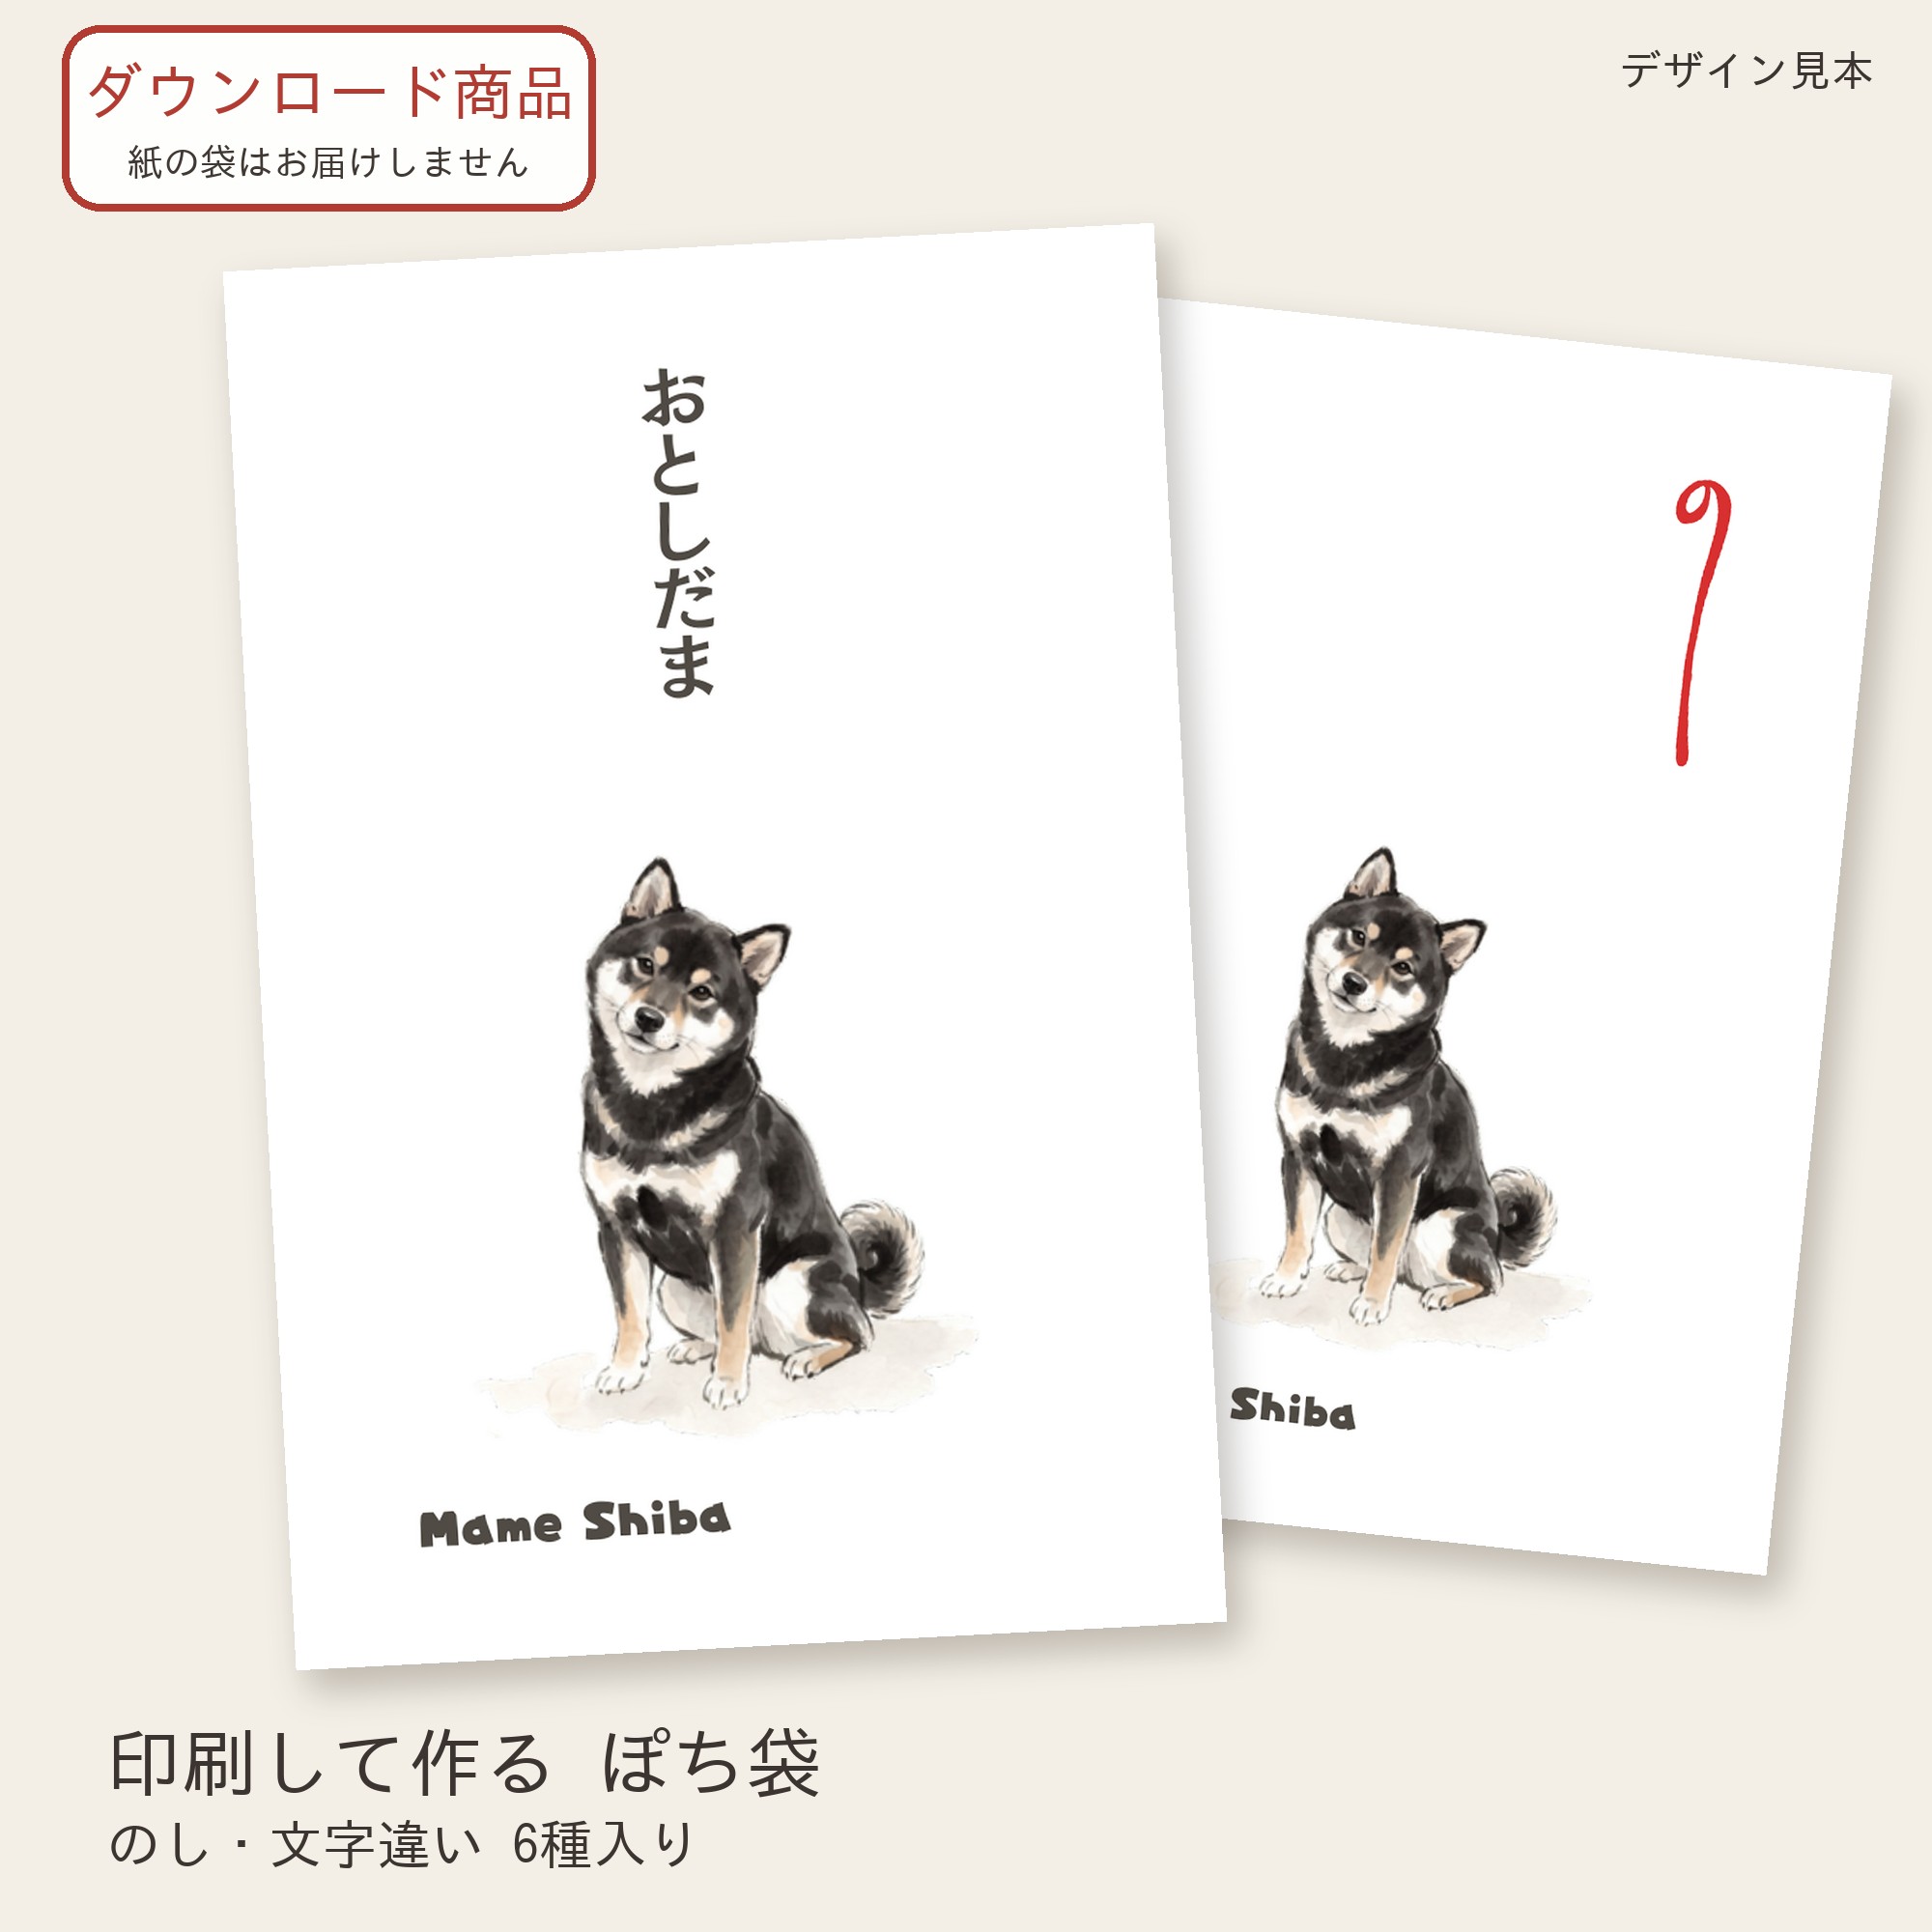 ダウンロード商品
紙の袋はお届けしません
デザイン見本
おとしだま
Mame Shiba
Shiba
印刷して作る ぽち袋
のし・文字違い 6種入り